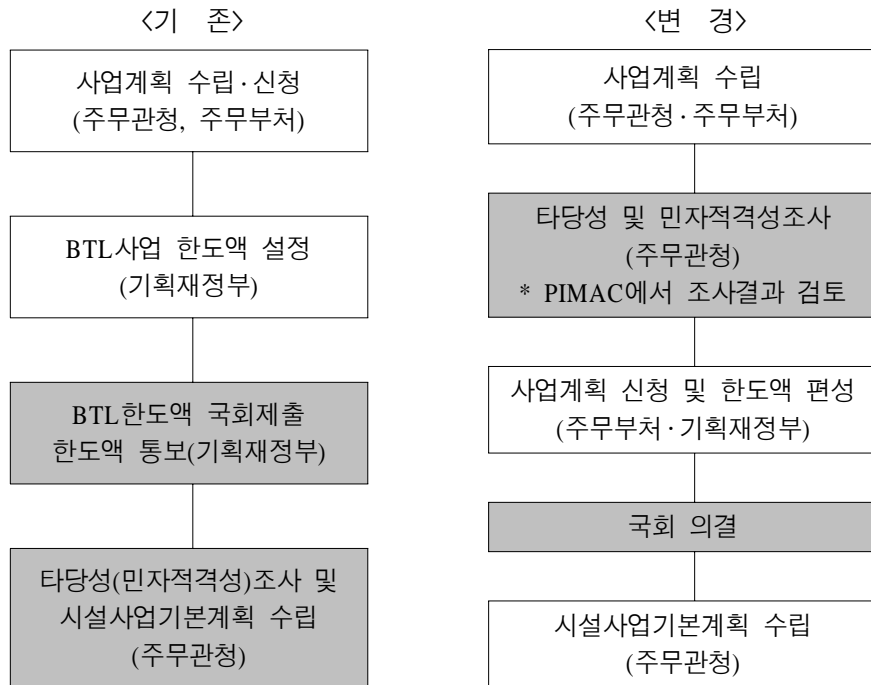 <기 존>
사업계획 수립·신청
(주무관청, 주무부처)
BTL사업 한도액 설정
(기획재정부)
BTL한도액 국회제출
한도액 통보(기획재정부)
타당성(민자적격성)조사 및
시설사업기본계획 수립
(주무관청)
<변 경>
사업계획 수립
(주무관청·주무부처)
타당성 및 민자적격성조사
(주무관청)
* PIMAC에서 조사결과 검토
사업계획 신청 및 한도액 편성
(주무부처·기획재정부)
국회 의결
시설사업기본계획 수립
(주무관청)